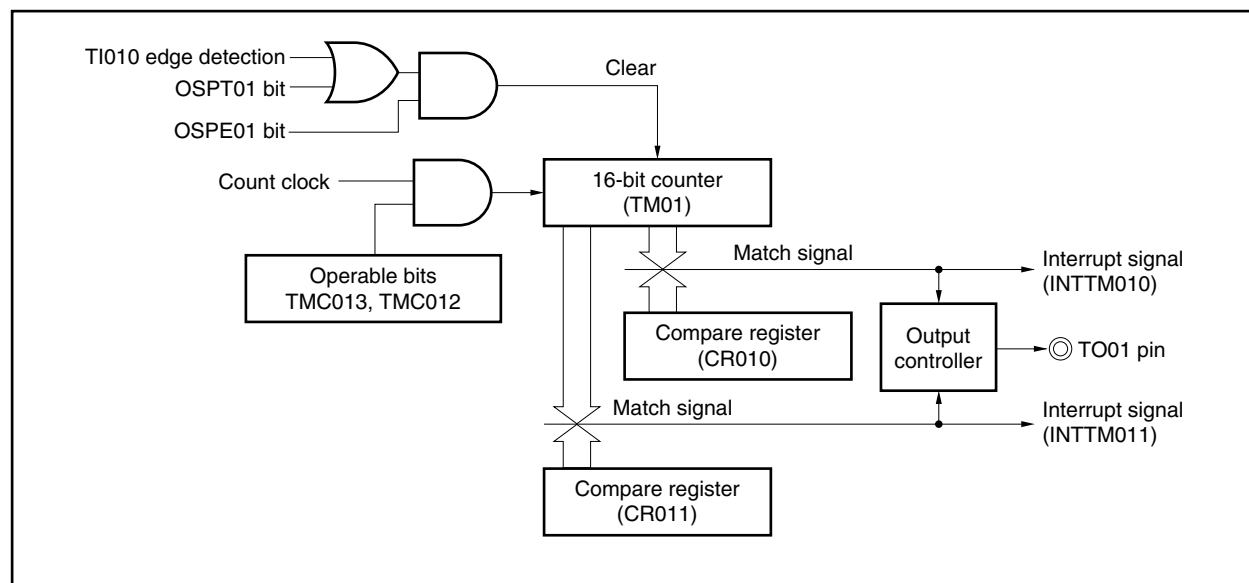 TI010 edge detection
OSPT01 bit
OSPE01 bit
Clear
Count clock
16-bit counter
(TM01)
Operable bits
TMC013, TMC012
Match signal
Interrupt signal
(INTTM010)
Compare register
(CR010)
Output
controller
TO01 pin
Match signal
Interrupt signal
(INTTM011)
Compare register
(CR011)